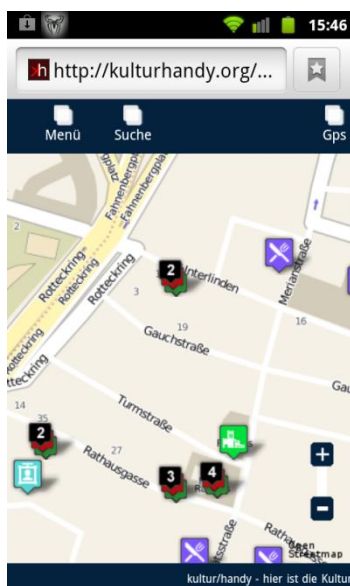 15:46
http://kulturhandy.org/...
Menü
Suche
Gps
Fahnenbergplatz
Fahnenbergplatz
Rotteckring
Rotteckring
Rotteckring
Rotteckring
2
3
2
Unterlinden
Merianstraße
19
16
Gauchstraße
14
35
Turmstraße
2
27
Rathausgasse
3
4
kultur/handy - hier ist die Kultur